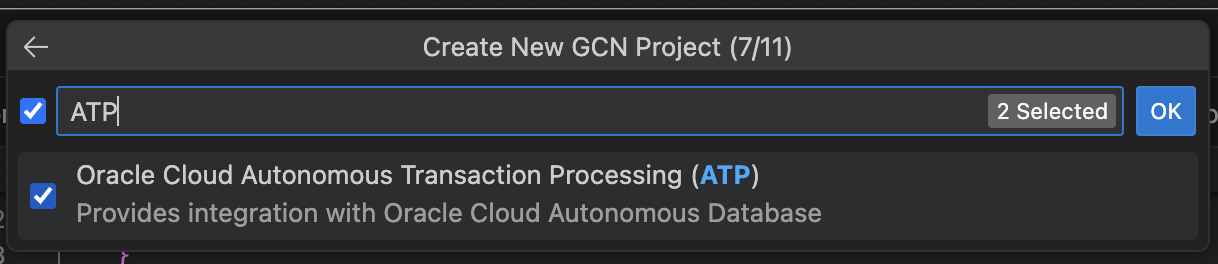 Create New GCN Project (7/11)
ATP
2 Selected
OK
Oracle Cloud Autonomous Transaction Processing (ATP)
Provides integration with Oracle Cloud Autonomous Database
}